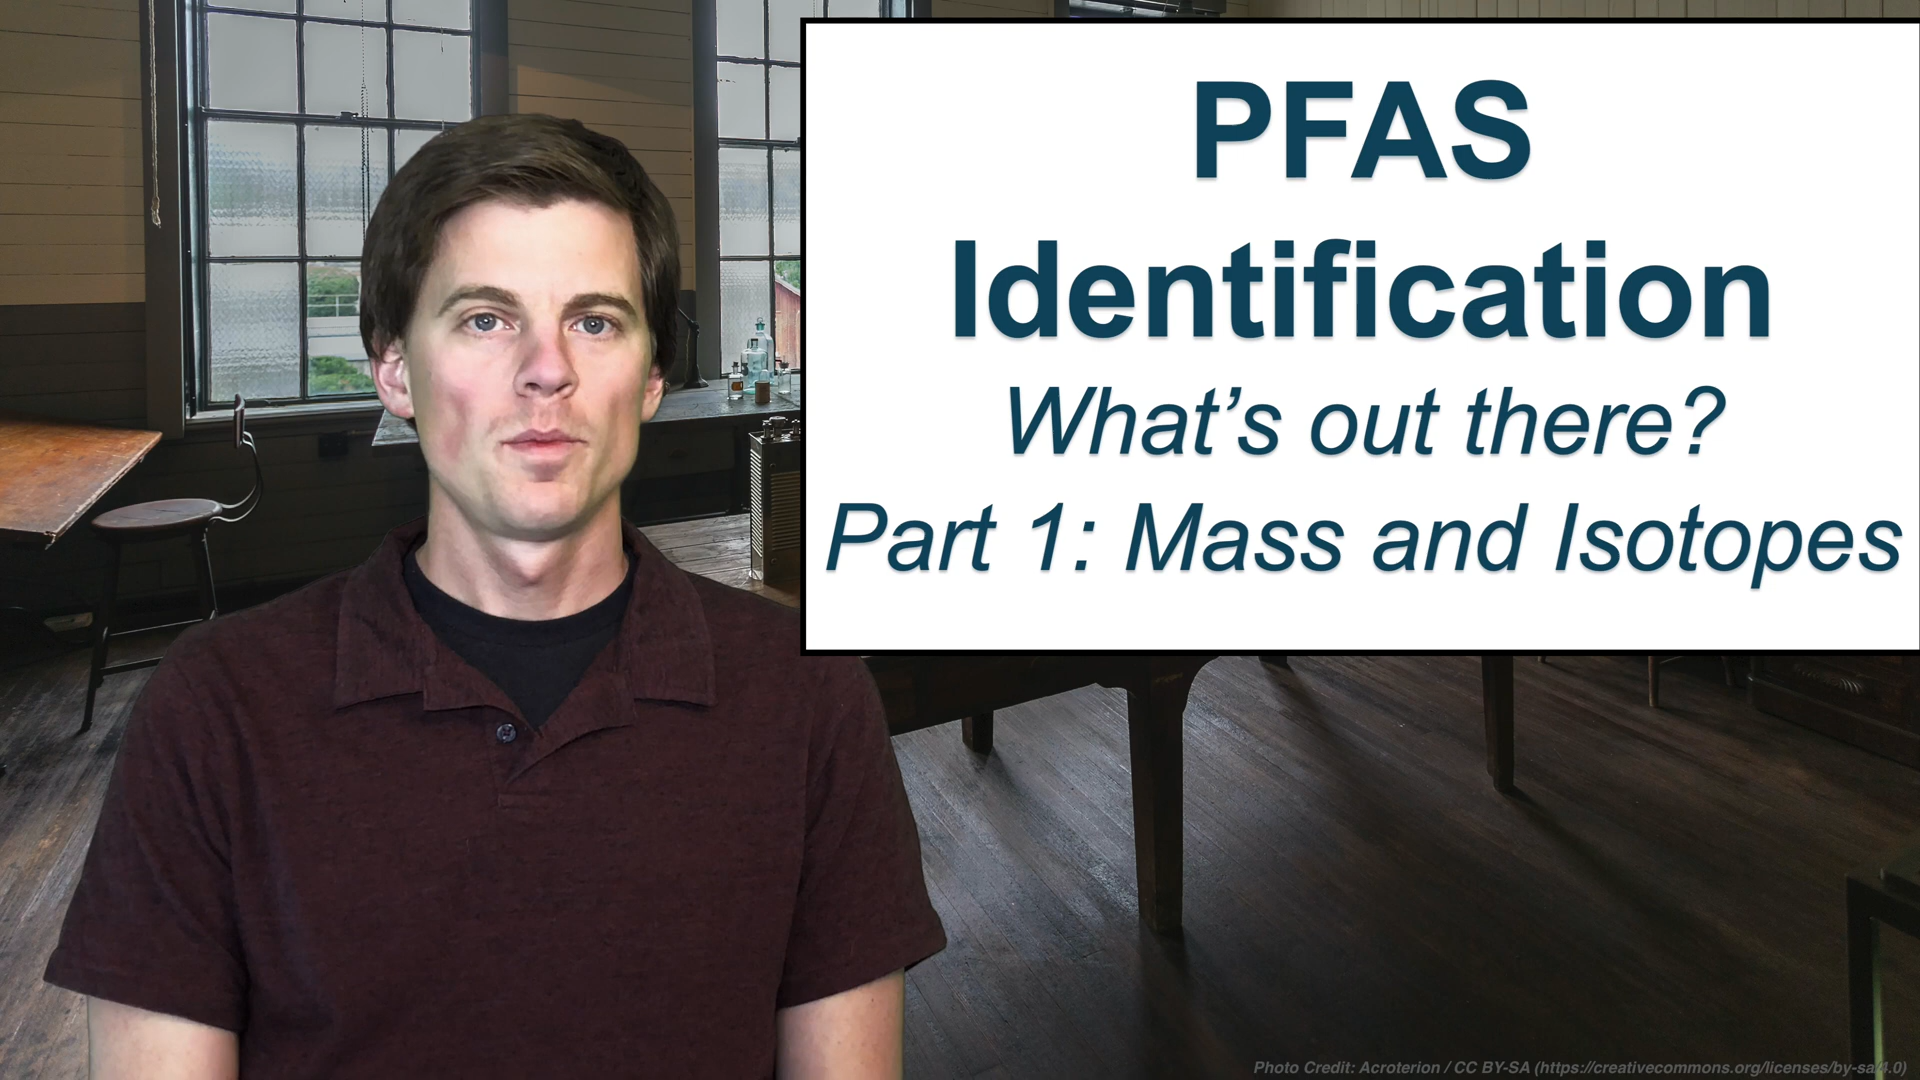 PFAS
Identification
What's out there?
Part 1: Mass and Isotopes
Photo Credit: Acroterion / CC BY-SA (https://creativecommons.org/licenses/by-sa/4.0)